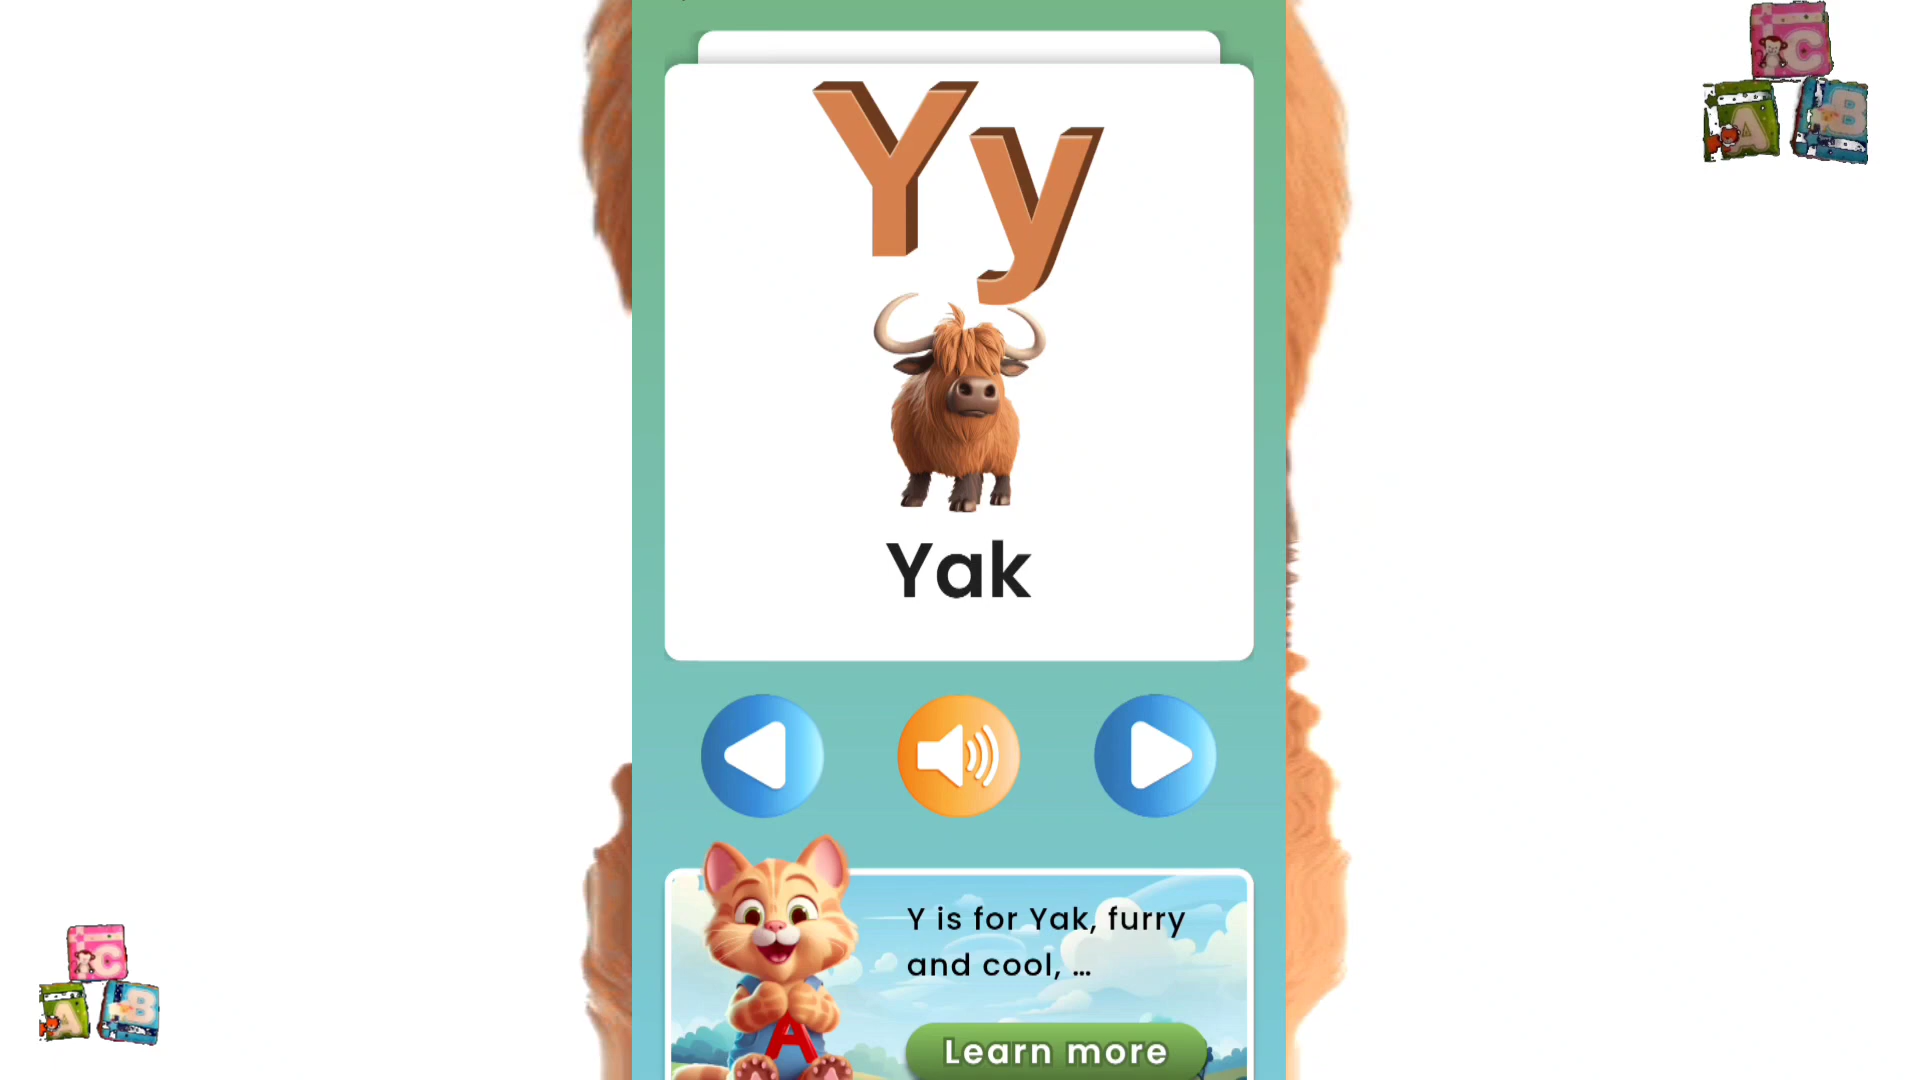 C
A B
Yy
Yak
Y is for Yak, furry
and cool, ...
A
Learn more
C
A B